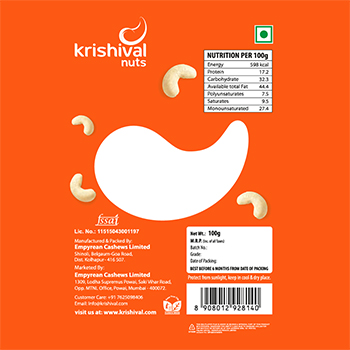 krishival
nuts
NUTRITION PER 100g
Energy 598 kcal
Protein 17.2
Carbohydrate 32.3
Available total Fat 44.4
Polyunsaturates 7.5
Saturates 9.5
Monounsaturated 27.4
fssai
Lic. No.: 11515043001197
Manufactured & Packed By:
Empyrean Cashews Limited
Shinoli, Belgaum-Goa Road.
Dist. Kolhapur - 416 507.
Marketed By:
Empyrean Cashews Limited
1309, Lodha Supremus Powai, Saki Vihar Road,
Opp. MTNL Office, Powai, Mumbai - 400072.
Customer Care: +91 7625098406
Email: info@krishival.com
visit us at: www.krishival.com
Net Wt.: 100g
M.R.P. (Inc. of all taxes)
Batch No.:
Grade:
Date of Packing:
BEST BEFORE 6 MONTHS FROM DATE OF PACKING
Protect from sunlight, keep in cool & dry place.
8 908012 928140